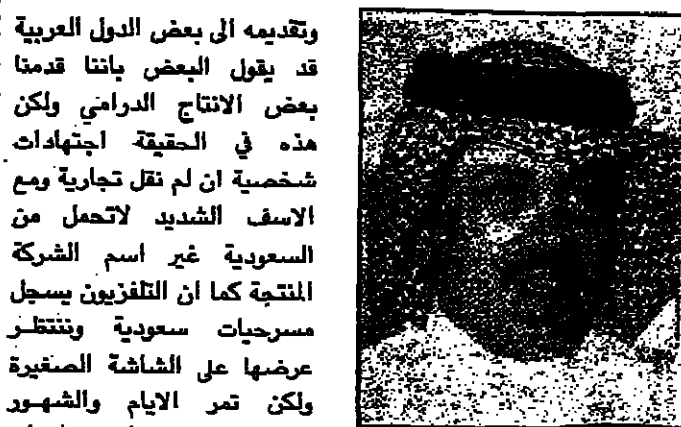 وتقديمه الى بعض الدول العربية
قد يقول البعض باننا قدمنا
بعض الانتاج الدرامي ولكن
هذه في الحقيقة اجتهادات
شخصية ان لم نقل تجارية ومع
الاسف الشديد لاتحمل من
السعودية غير اسم الشركة
المنتجة كما ان التلفزيون يسجل
مسرحيات سعودية وننتظر
عرضها على الشاشة الصغيرة
ولكن تمر الايام والشهور